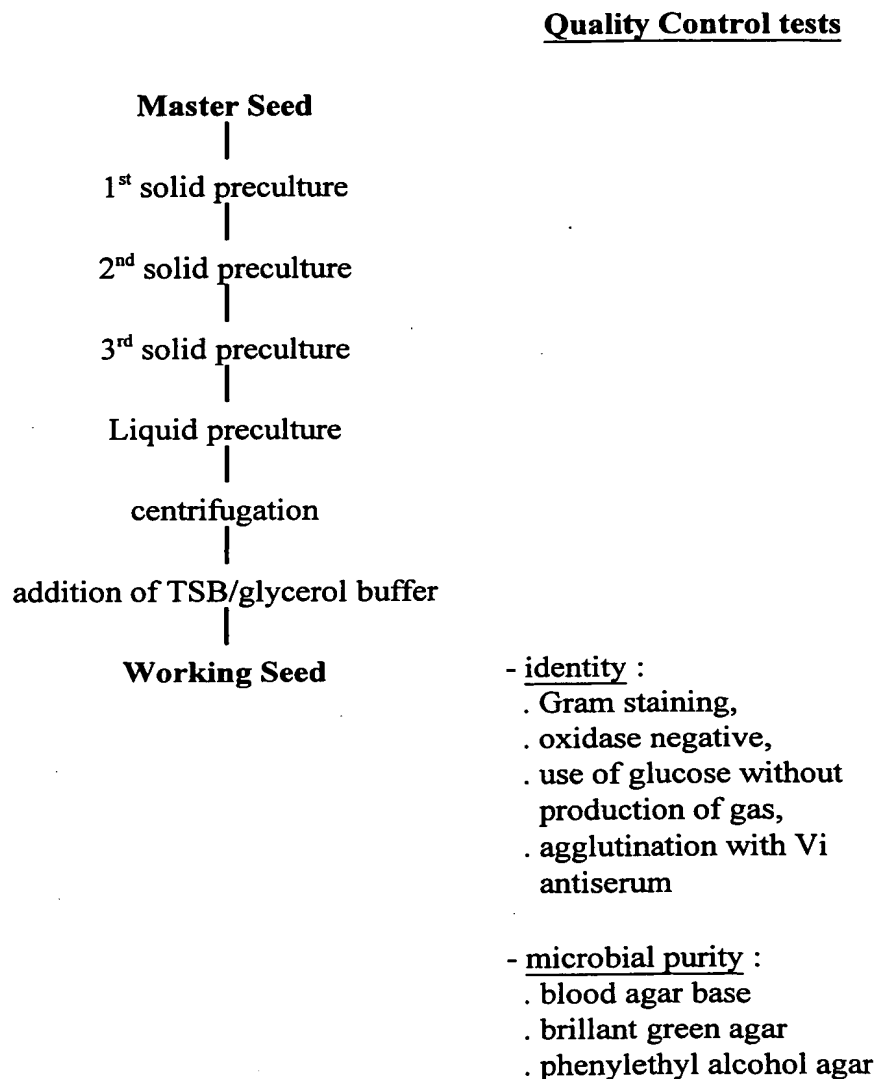 Quality Control tests
Master Seed
1st solid preculture
2nd solid preculture
3rd solid preculture
Liquid preculture
centrifugation
addition of TSB/glycerol buffer
Working Seed
- identity :
. Gram staining,
. oxidase negative,
. use of glucose without
production of gas,
. agglutination with Vi
antiserum
- microbial purity :
. blood agar base
. brillant green agar
. phenylethyl alcohol agar